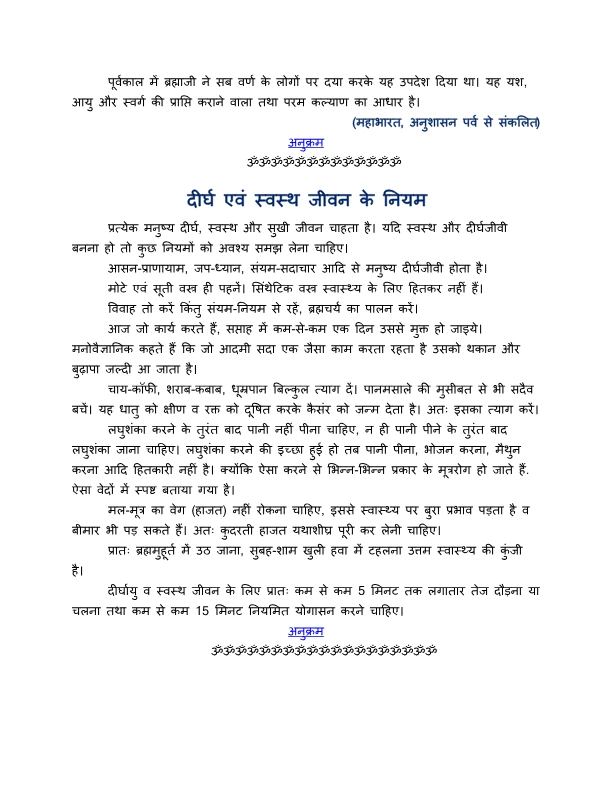 पूर्वकाल में ब्रह्माजी ने सब वर्ण के लोगों पर दया करके यह उपदेश दिया था। यह यश,
आयु और स्वर्ग की प्राप्ति कराने वाला तथा परम कल्याण का आधार है।
(महाभारत, अनुशासन पर्व से संकलित)
अनुक्रम
ॐॐॐॐॐॐॐॐॐॐॐॐॐ
दीर्घ एवं स्वस्थ जीवन के नियम
प्रत्येक मनुष्य दीर्घ, स्वस्थ और सुखी जीवन चाहता है। यदि स्वस्थ और दीर्घजीवी
बनना हो तो कुछ नियमों को अवश्य समझ लेना चाहिए।
आसन-प्राणायाम, जप-ध्यान, संयम-सदाचार आदि से मनुष्य दीर्घजीवी होता है।
मोटे एवं सूती वस्त्र ही पहनें। सिंथेटिक वस्त्र स्वास्थ्य के लिए हितकर नहीं हैं।
विवाह तो करें किंतु संयम-नियम से रहें, ब्रह्मचर्य का पालन करें।
आज जो कार्य करते हैं, सप्ताह में कम-से-कम एक दिन उससे मुक्त हो जाइये।
मनोवैज्ञानिक कहते हैं कि जो आदमी सदा एक जैसा काम करता रहता है उसको थकान और
बुढ़ापा जल्दी आ जाता है।
चाय-कॉफी, शराब-कबाब, धूम्रपान बिल्कुल त्याग दें। पानमसाले की मुसीबत से भी सदैव
बचें। यह धातु को क्षीण व रक्त को दूषित करके कैंसर को जन्म देता है। अतः इसका त्याग करें।
लघुशंका करने के तुरंत बाद पानी नहीं पीना चाहिए, न ही पानी पीने के तुरंत बाद
लघुशंका जाना चाहिए। लघुशंका करने की इच्छा हुई हो तब पानी पीना, भोजन करना, मैथुन
करना आदि हितकारी नहीं है। क्योंकि ऐसा करने से भिन्न-भिन्न प्रकार के मूत्ररोग हो जाते हैं.
ऐसा वेदों में स्पष्ट बताया गया है।
मल-मूत्र का वेग (हाजत) नहीं रोकना चाहिए, इससे स्वास्थ्य पर बुरा प्रभाव पड़ता है व
बीमार भी पड़ सकते हैं। अतः कुदरती हाजत यथाशीघ्र पूरी कर लेनी चाहिए।
प्रातः ब्रह्ममुहूर्त में उठ जाना, सुबह-शाम खुली हवा में टहलना उत्तम स्वास्थ्य की कुंजी
है।
दीर्घायु व स्वस्थ जीवन के लिए प्रातः कम से कम 5 मिनट तक लगातार तेज दौड़ना या
चलना तथा कम से कम 15 मिनट नियमित योगासन करने चाहिए।
अनुक्रम
ॐॐॐॐॐॐॐॐॐॐॐॐॐॐॐॐॐॐॐ